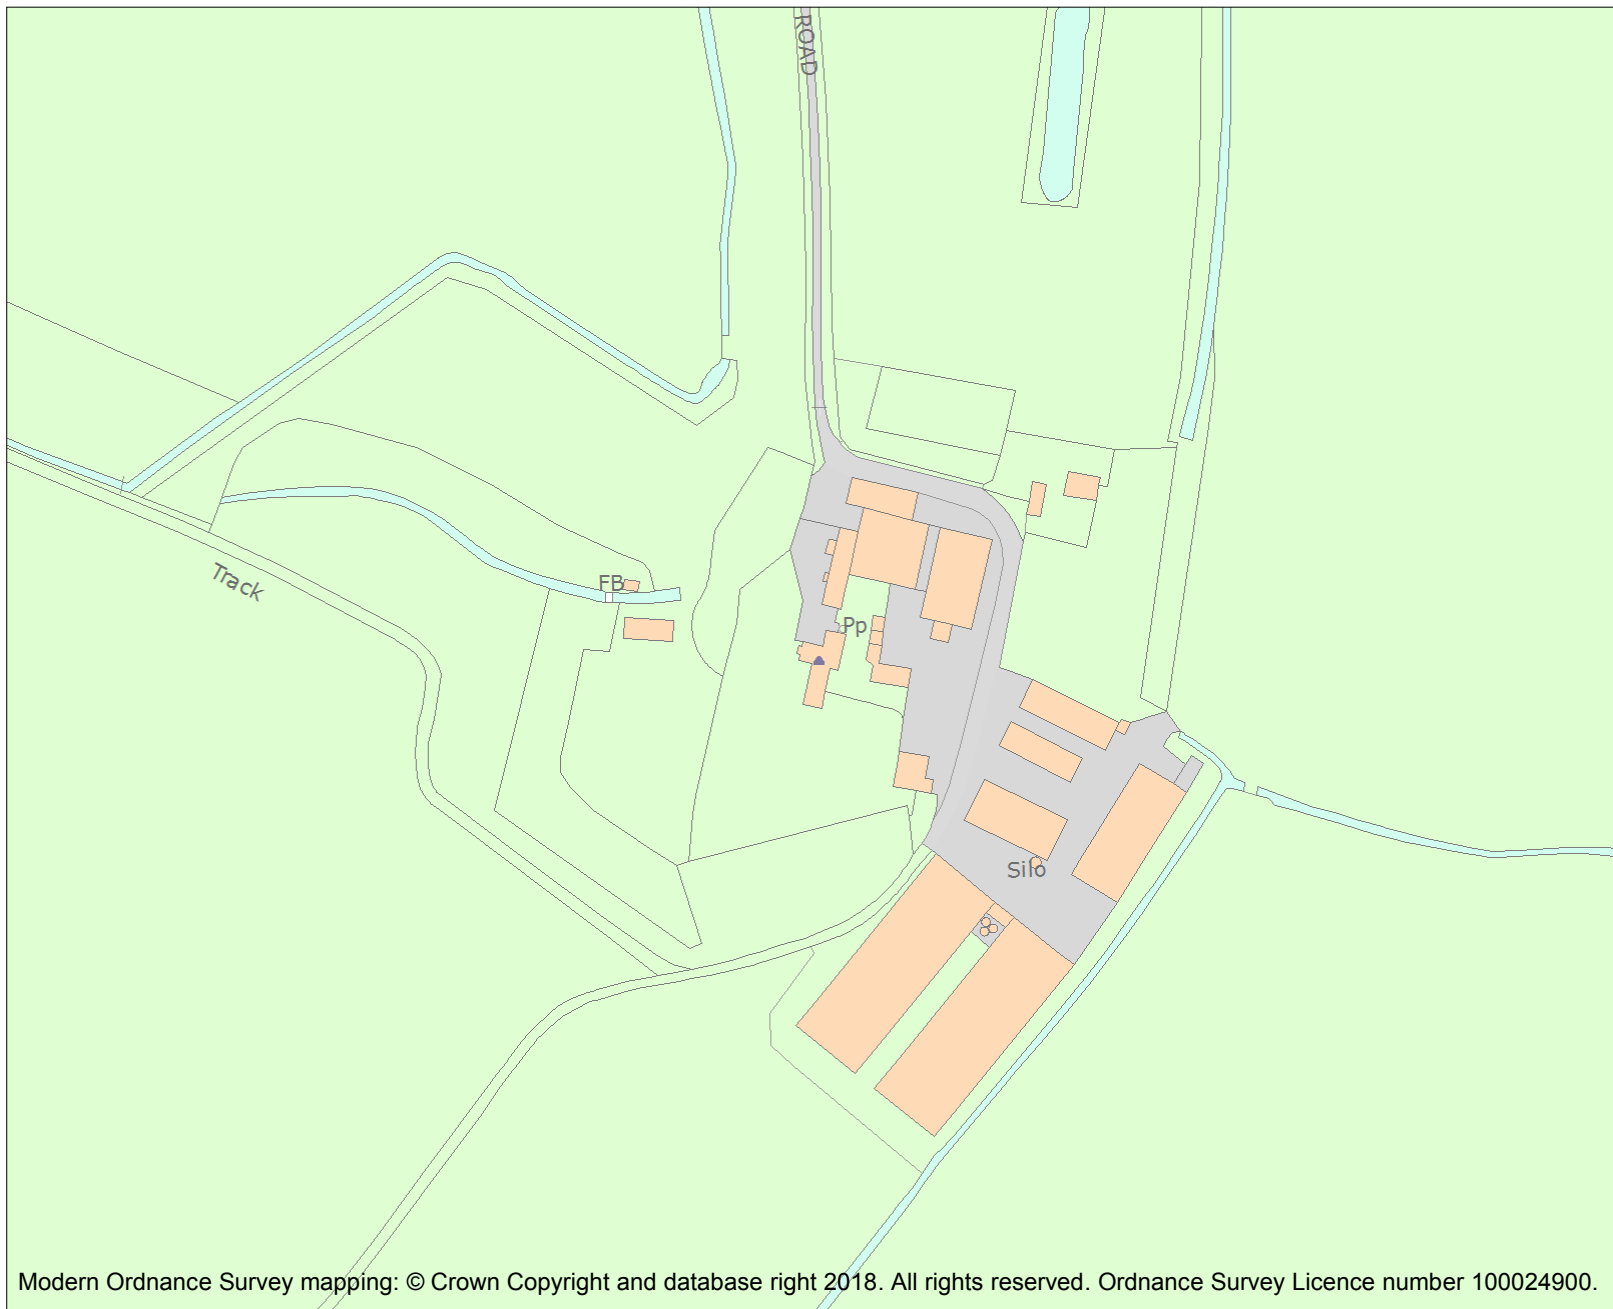 ROAD
Track
FB
Pp
Silo
Modern Ordnance Survey mapping: © Crown Copyright and database right 2018. All rights reserved. Ordnance Survey Licence number 100024900.